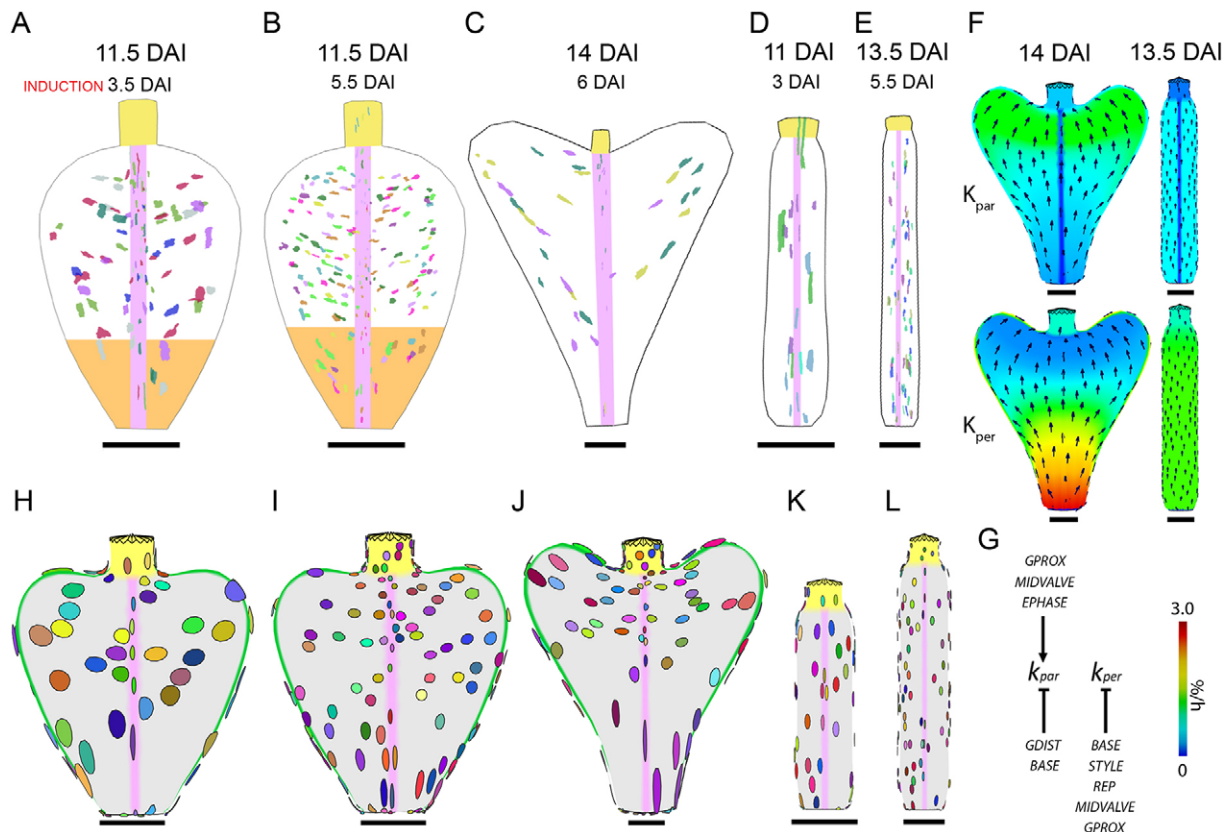 A
11.5 DAI
INDUCTION 3.5 DAI
B
11.5 DAI
5.5 DAI
C
14 DAI
6 DAI
D
11 DAI
3 DAI
E
13.5 DAI
5.5 DAI
F
14 DAI 13.5 DAI
Kpar
Kper
G
GPROX
MIDVALVE
EPHASE
kpar kper
GDIST BASE
BASE STYLE
REP
MIDVALVE
GPROX
3.0
%/h
0
H
I
J
K
L